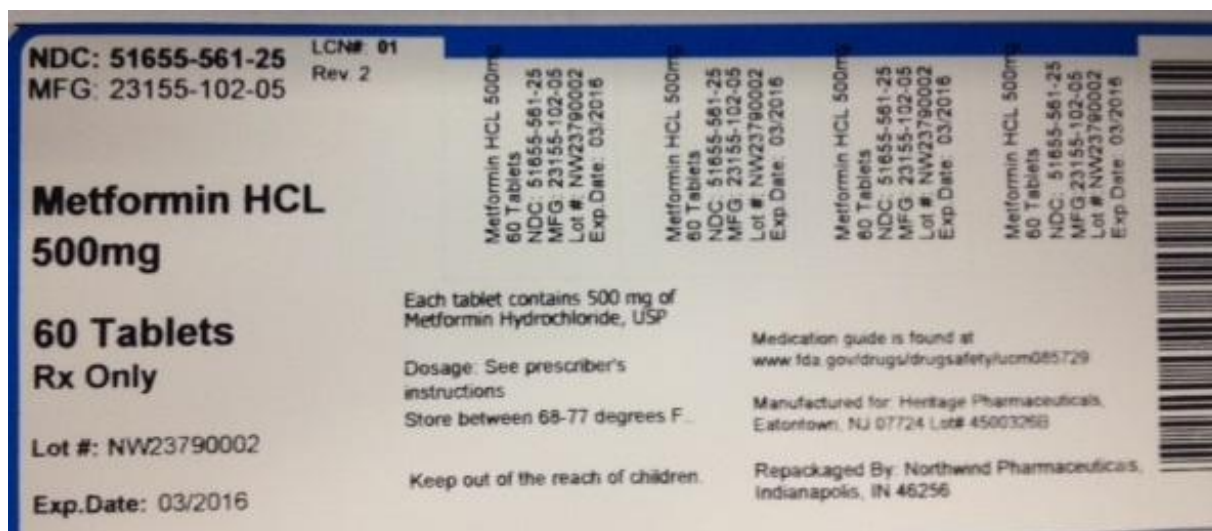 NDC: 51655-561-25
MFG: 23155-102-05
LCN#: 01
Rev. 2
Metformin HCL
500mg
60 Tablets
Rx Only
Lot #: NW23790002
Exp.Date: 03/2016
Metformin HCL 500mg
60 Tablets
NDC: 51655-561-25
MFG: 23155-102-05
Lot #: NW23790002
Exp.Date: 03/2016
Metformin HCL 500mg
60 Tablets
NDC: 51655-561-25
MFG: 23155-102-05
Lot #: NW23790002
Exp.Date: 03/2016
Metformin HCL 500mg
60 Tablets
NDC: 51655-561-25
MFG: 23155-102-05
Lot #: NW23790002
Exp.Date: 03/2016
Metformin HCL 500mg
60 Tablets
NDC: 51655-561-25
MFG:23155-102-05
Lot #: NW23790002
Exp.Date: 03/2016
Each tablet contains 500 mg of
Metformin Hydrochloride, USP
Dosage: See prescriber's
instructions
Store between 68-77 degrees F..
Keep out of the reach of children.
Medication guide is found at
www.fda.gov/drugs/drugsafety/ucm085729
Manufactured for: Heritage Pharmaceuticals,
Eatontown, NJ 07724 Lot# 4500326B
Repackaged By: Northwind Pharmaceuticals,
Indianapolis, IN 46256